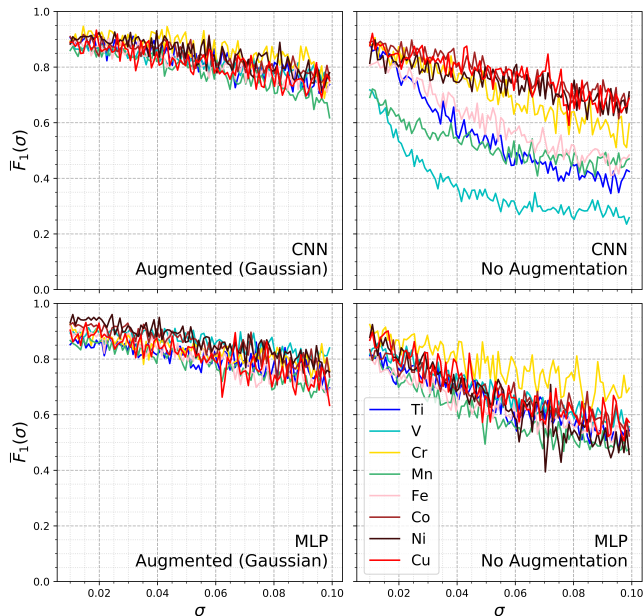 1.0
0.8
0.6
0.4
0.2
0.0
F̅₁(σ)
CNN
Augmented (Gaussian)
CNN
No Augmentation
1.0
0.8
0.6
0.4
0.2
0.0
F̅₁(σ)
0.02 0.04 0.06 0.08 0.10
σ
MLP
Augmented (Gaussian)
Ti
V
Cr
Mn
Fe
Co
Ni
Cu
MLP
No Augmentation
0.02 0.04 0.06 0.08 0.10
σ